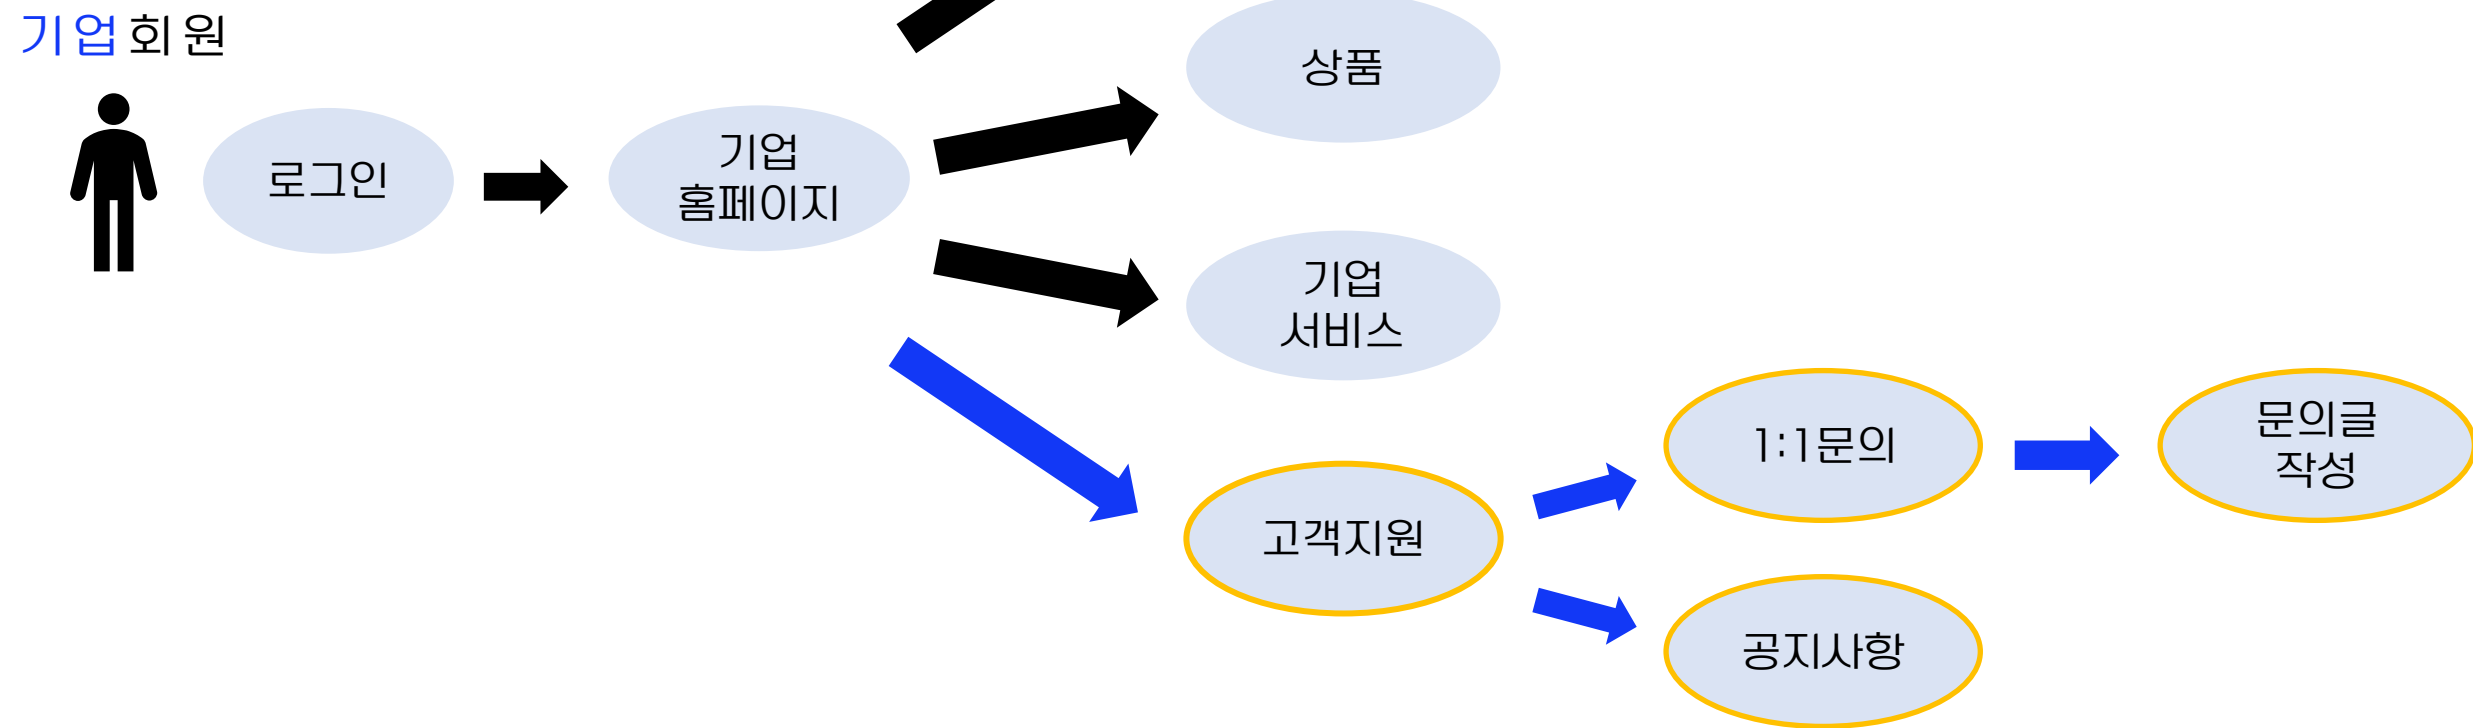 기업회원
로그인
기업
홈페이지
상품
기업
서비스
고객지원
1:1문의
문의글
작성
공지사항